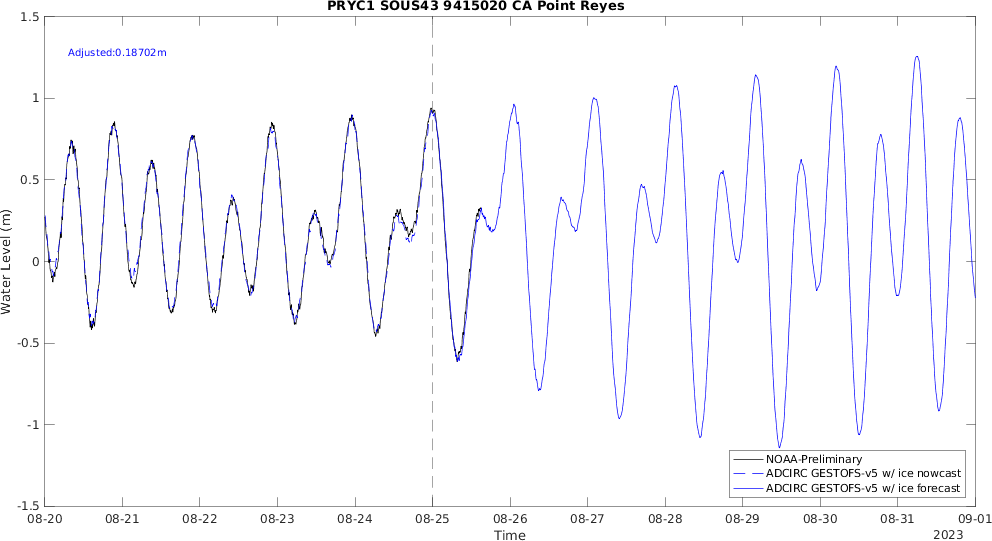 PRYC1 SOUS43 9415020 CA Point Reyes
Adjusted:0.18702m
Water Level (m)
1.5
1
0.5
0
-0.5
-1
-1.5
NOAA-Preliminary
ADCIRC GESTOFS-v5 w/ ice nowcast
ADCIRC GESTOFS-v5 w/ ice forecast
08-20 08-21 08-22 08-23 08-24 08-25 08-26 08-27 08-28 08-29 08-30 08-31 09-01
Time
2023